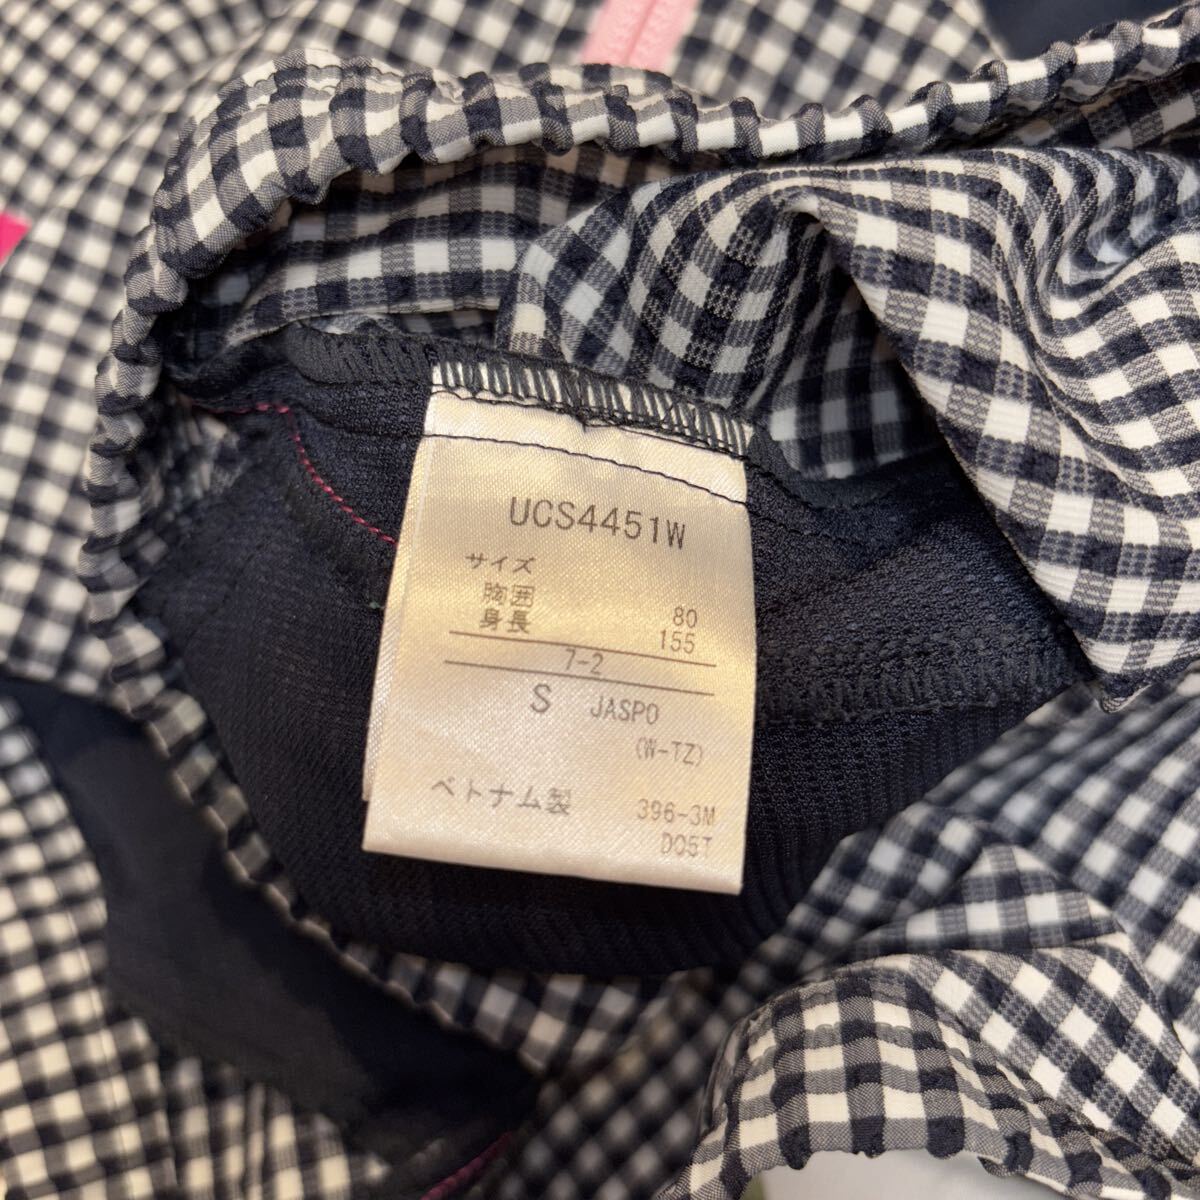 UCS4451W
サイズ
胸囲 80
身長 155
7-2
S JASPO
(W-TZ)
ベトナム製 396-3M
D05T